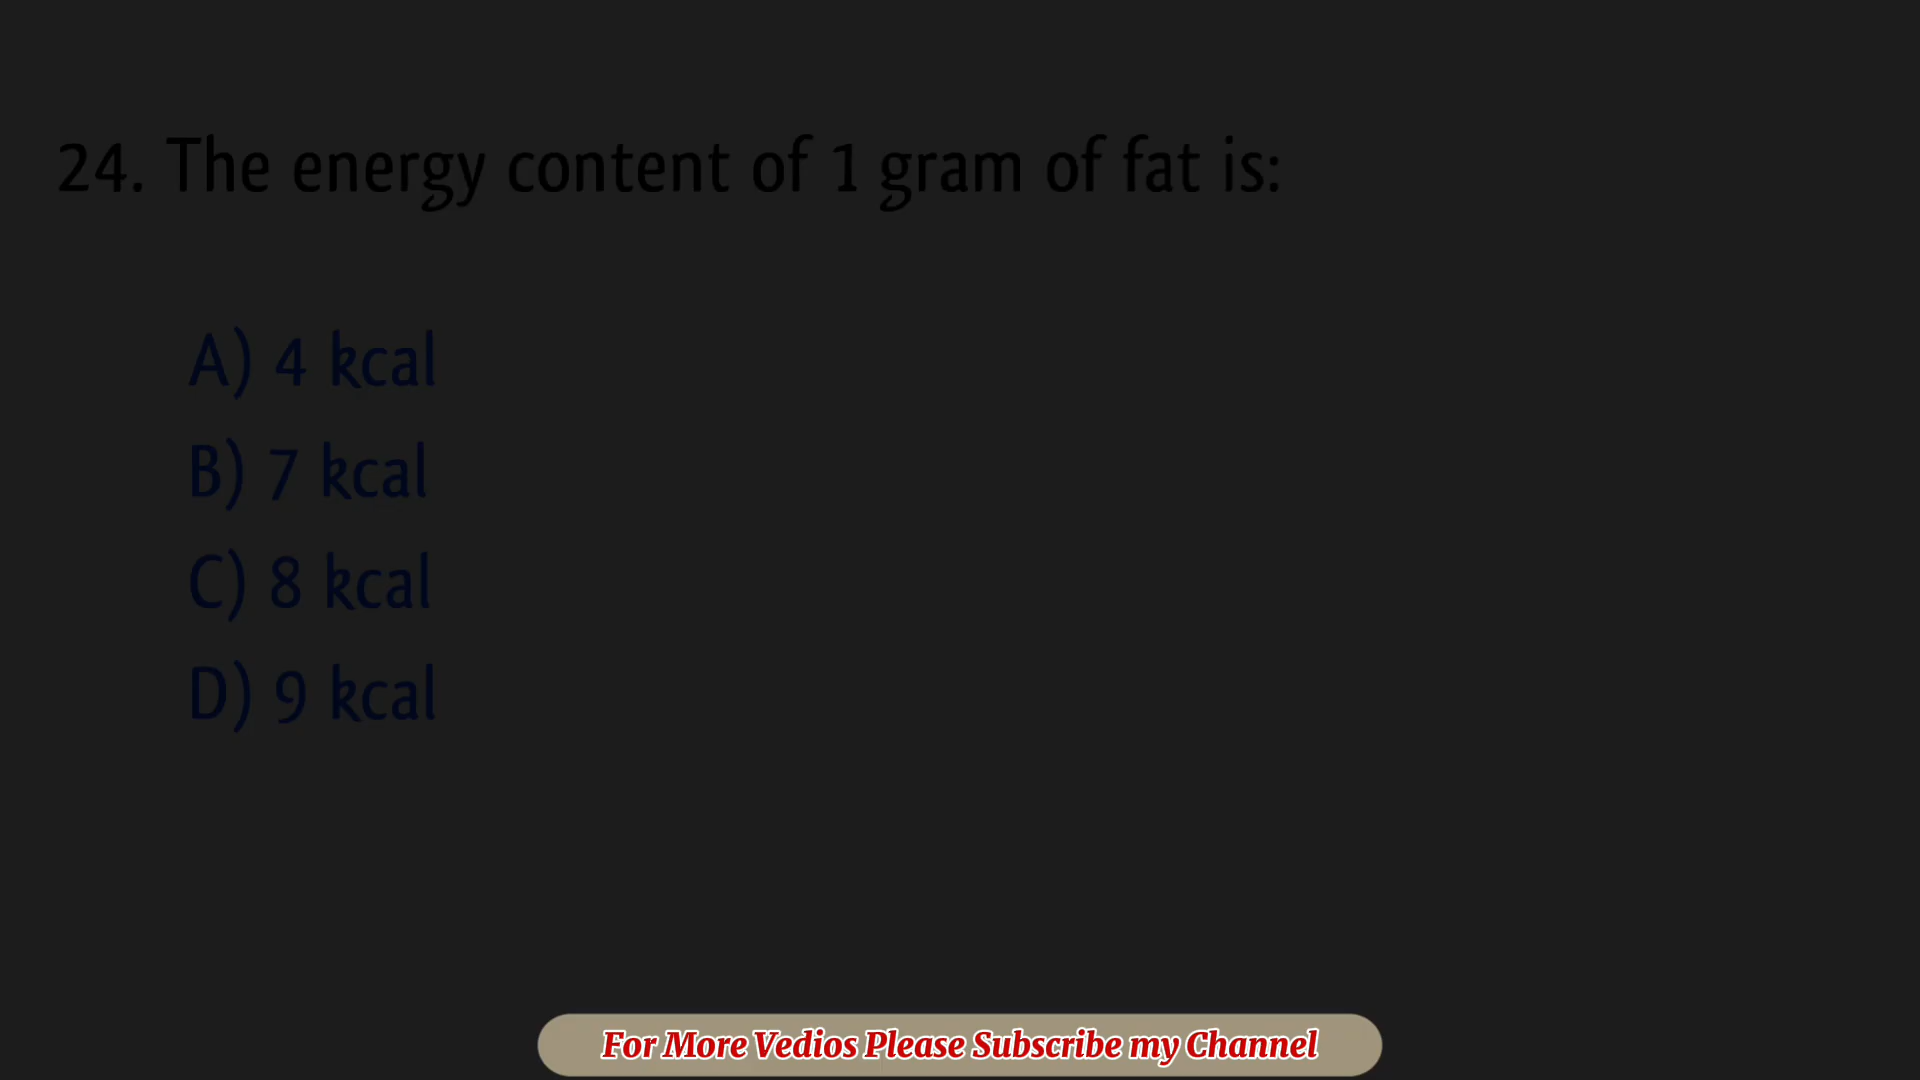 24. The energy content of 1 gram of fat is:
A) 4 kcal
B) 7 kcal
C) 8 kcal
D) 9 kcal
For More Vedios Please Subscribe my Channel